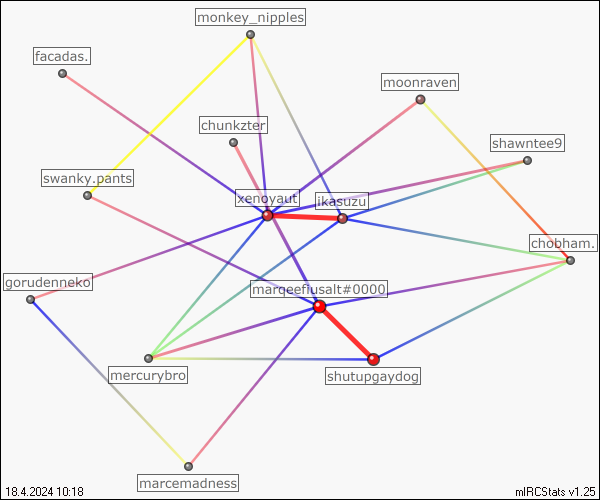 monkey_nipples
facadas.
moonraven
chunkzter
shawntee9
swanky.pants
xenoyaut
ikasuzu
chobham.
gorudenneko
marqeefiusalt#0000
mercurybro
shutupgaydog
marcemadness
18.4.2024 10:18
mIRCStats v1.25